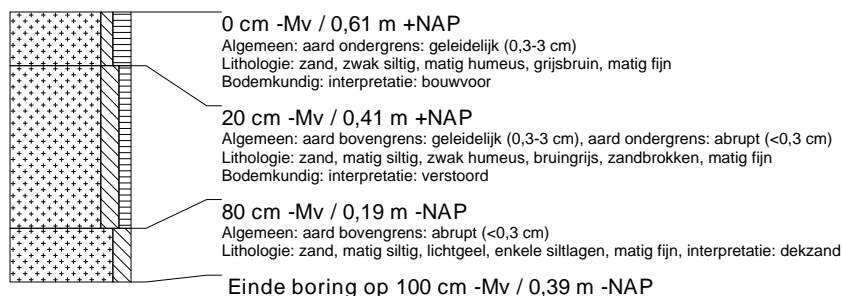 0 cm -Mv / 0,61 m +NAP
Algemeen: aard ondergrens: geleidelijk (0,3-3 cm)
Lithologie: zand, zwak siltig, matig humeus, grijsbruin, matig fijn
Bodemkundig: interpretatie: bouwvoor
20 cm -Mv / 0,41 m +NAP
Algemeen: aard bovengrens: geleidelijk (0,3-3 cm), aard ondergrens: abrupt (<0,3 cm)
Lithologie: zand, matig siltig, zwak humeus, bruingrijs, zandbrokken, matig fijn
Bodemkundig: interpretatie: verstoord
80 cm -Mv / 0,19 m -NAP
Algemeen: aard bovengrens: abrupt (<0,3 cm)
Lithologie: zand, matig siltig, lichtgeel, enkele siltlagen, matig fijn, interpretatie: dekzand
Einde boring op 100 cm -Mv / 0,39 m -NAP